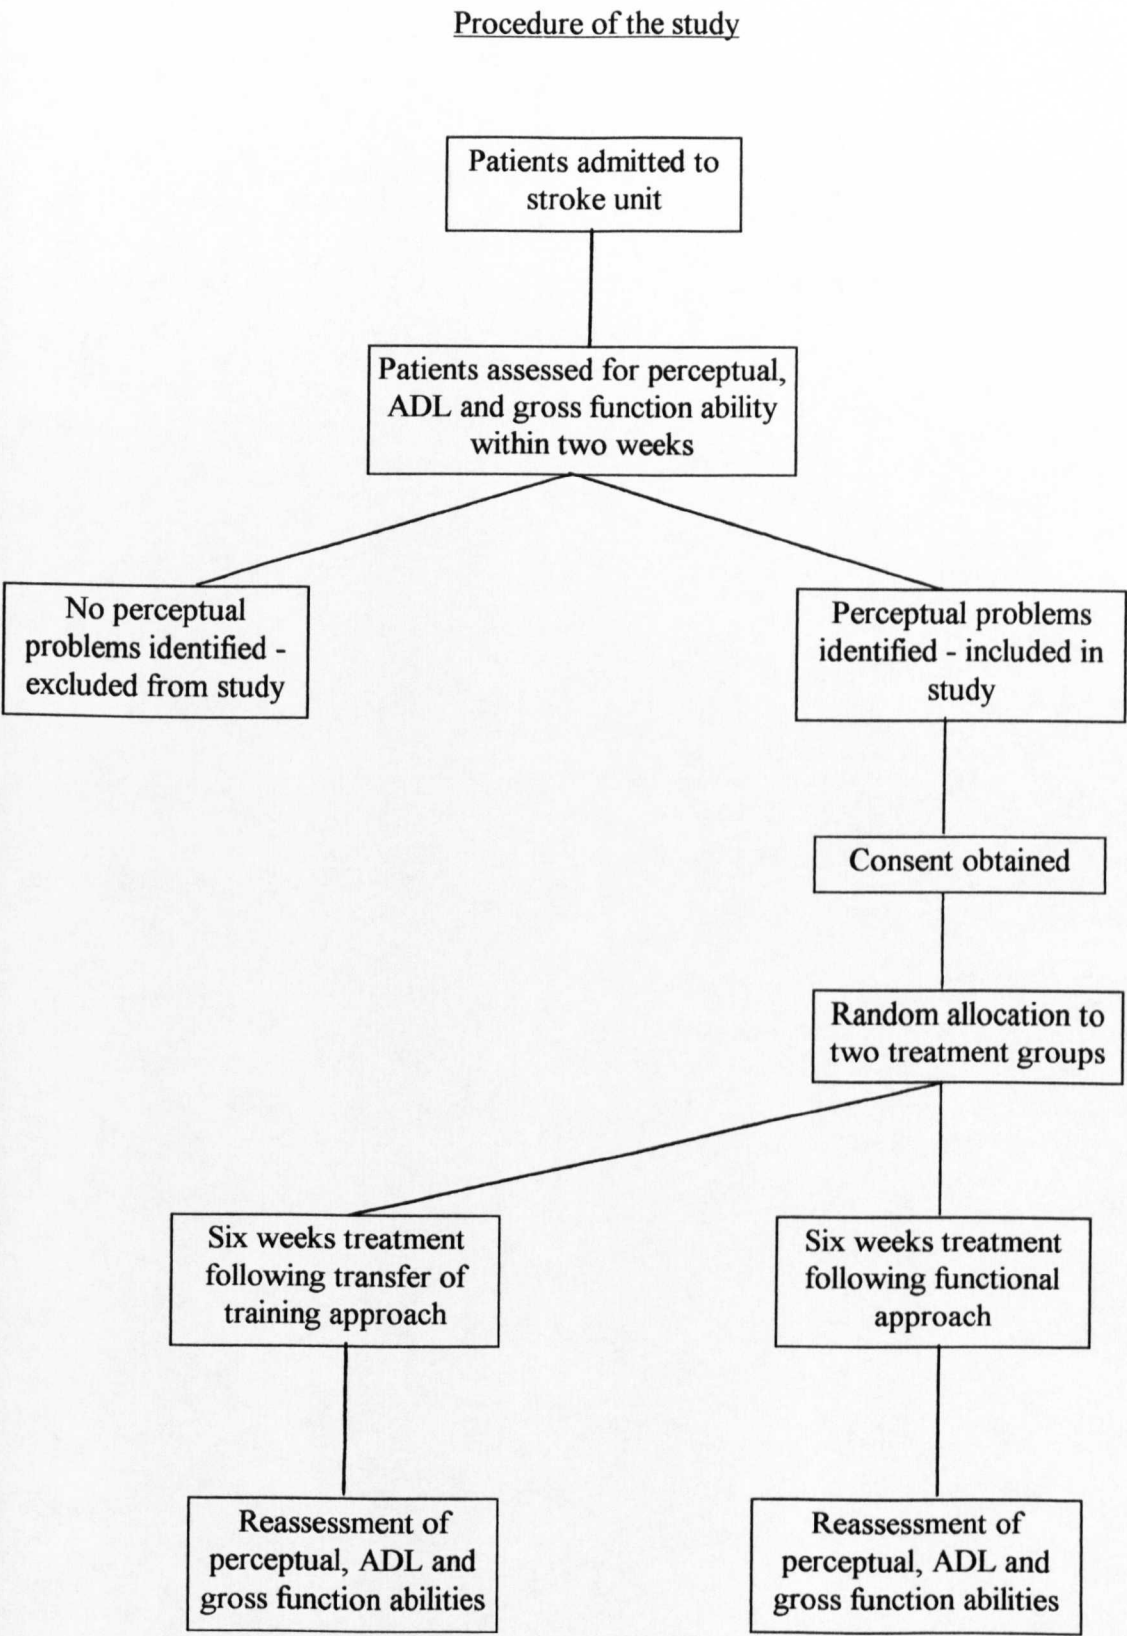 Procedure of the study
Patients admitted to
stroke unit
Patients assessed for perceptual,
ADL and gross function ability
within two weeks
No perceptual
problems identified -
excluded from study
Perceptual problems
identified - included in
study
Consent obtained
Random allocation to
two treatment groups
Six weeks treatment
following transfer of
training approach
Six weeks treatment
following functional
approach
Reassessment of
perceptual, ADL and
gross function abilities
Reassessment of
perceptual, ADL and
gross function abilities